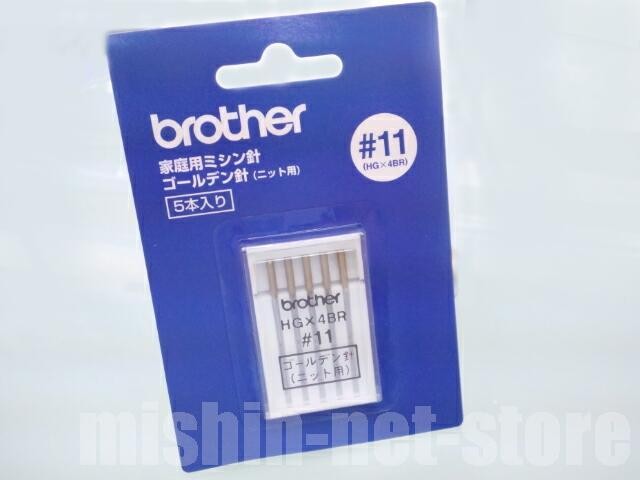 brother
家庭用ミシン針
ゴールデン針（ニット用）
5本入り
#11
(HG×4BR)
brother
HG×4BR
#11
ゴールデン針
(ニット用)
mishin-net-store